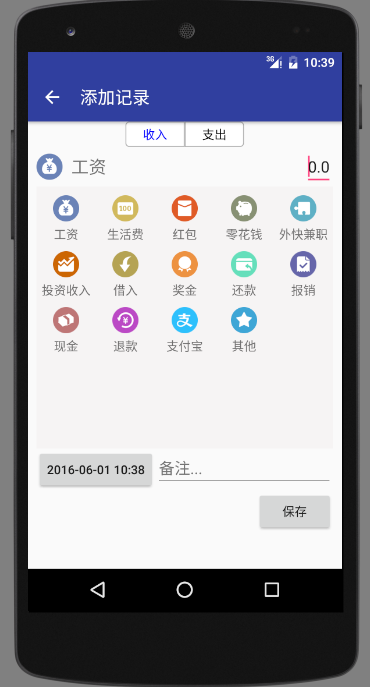 3G 10:39
添加记录
收入 支出
工资 0.0
工资 生活费 红包 零花钱 外快兼职
投资收入 借入 奖金 还款 报销
现金 退款 支付宝 其他
2016-06-01 10:38 备注...
保存